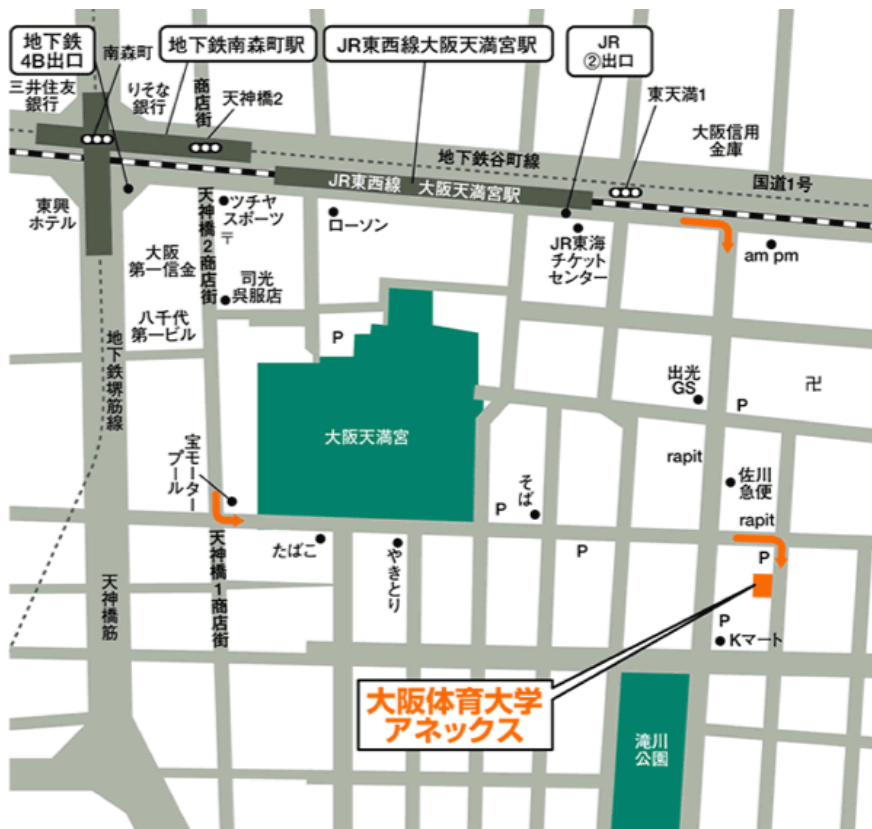 地下鉄
4B出口
南森町
地下鉄南森町駅
JR東西線大阪天満宮駅
JR
②出口
三井住友
銀行
りそな
銀行
商店街
天神橋2
東天満1
大阪信用
金庫
地下鉄谷町線
国道1号
JR東西線 大阪天満宮駅
東興
ホテル
天神橋2商店街
ツチヤ
スポーツ
〒
ローソン
JR東海
チケット
センター
am pm
大阪
第一信金
司光
呉服店
八千代
第一ビル
地下鉄堺筋線
P
出光
GS
卍
P
大阪天満宮
宝モーター
プール
rapit
佐川
急便
そば
P
rapit
たばこ
やきとり
P
P
天神橋筋
天神橋1商店街
P
Kマート
大阪体育大学
アネックス
滝川
公園